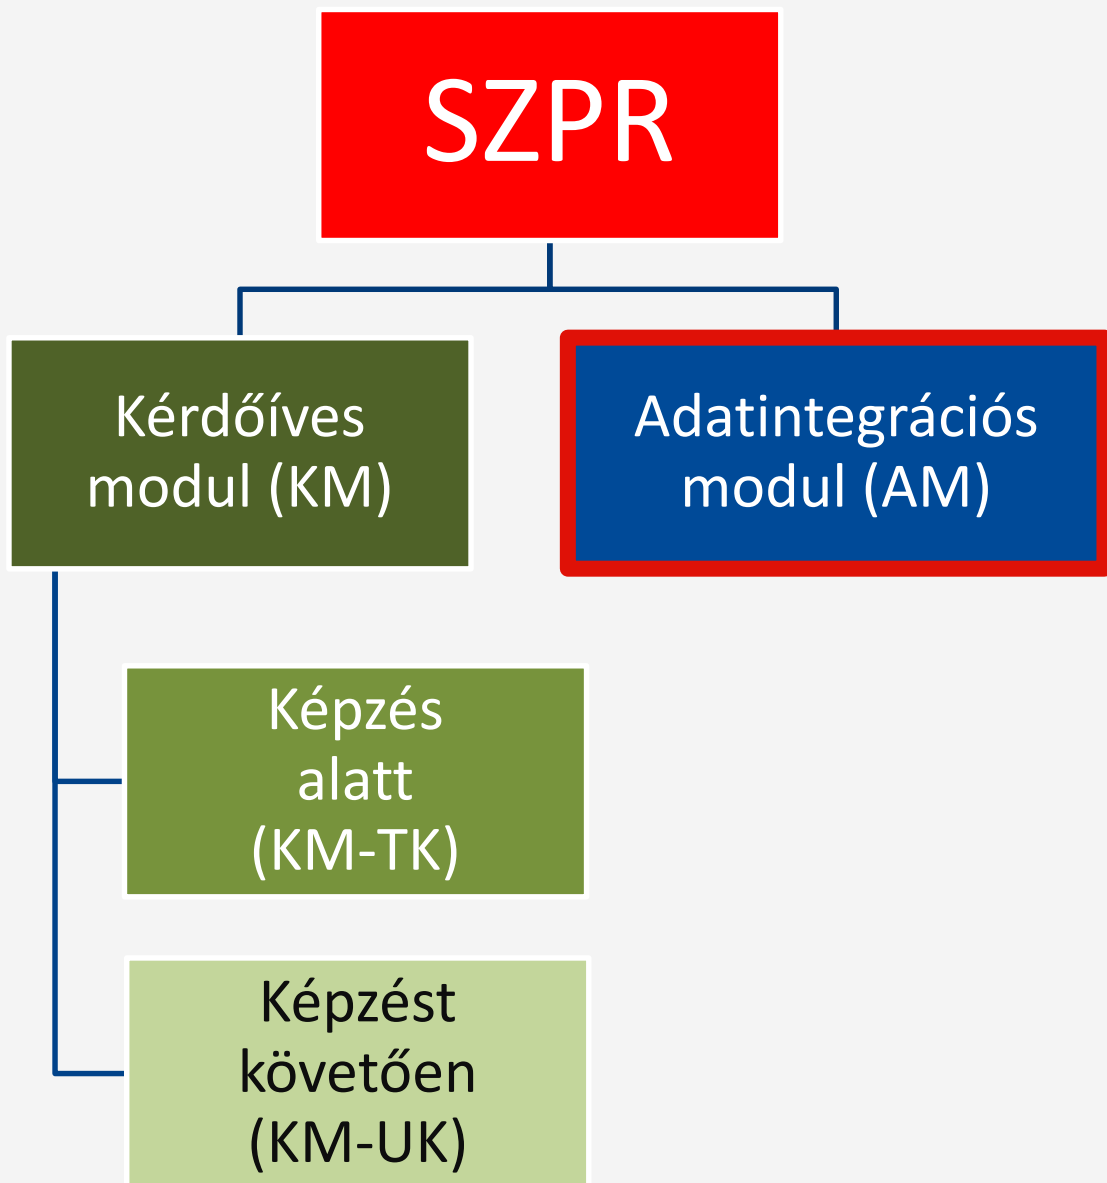 SZPR
Kérdőíves
modul (KM)
Adatintegrációs
modul (AM)
Képzés
alatt
(KM-TK)
Képzést
követően
(KM-UK)